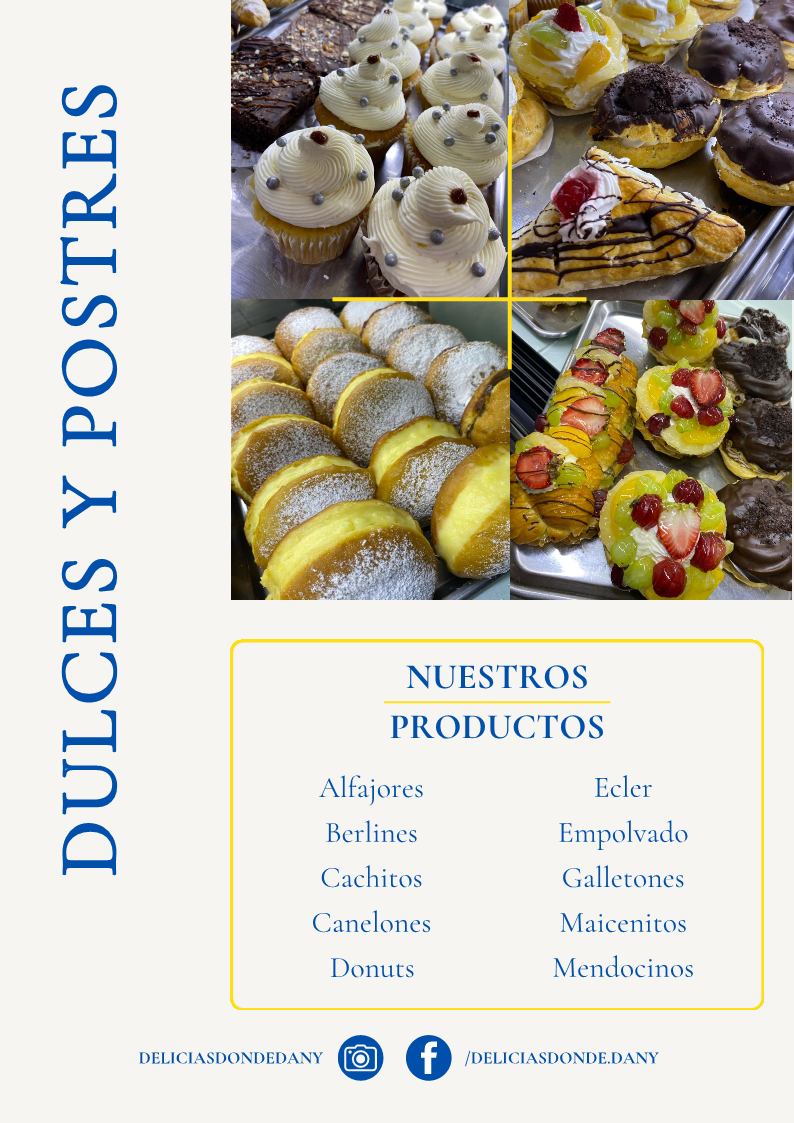 DULCES Y POSTRES
NUESTROS
PRODUCTOS
Alfajores
Berlines
Cachitos
Canelones
Donuts
Ecler
Empolvado
Galletones
Maicenitos
Mendocinos
DELICIASDONDEDANY
/DELICIASDONDE.DANY